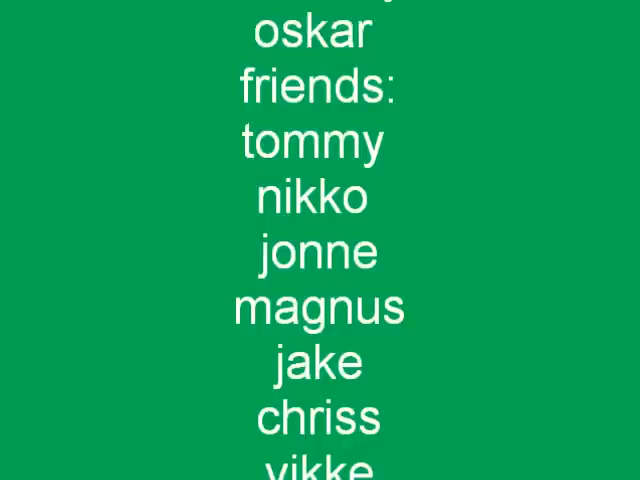 oskar
friends:
tommy
nikko
jonne
magnus
jake
chriss
vikke